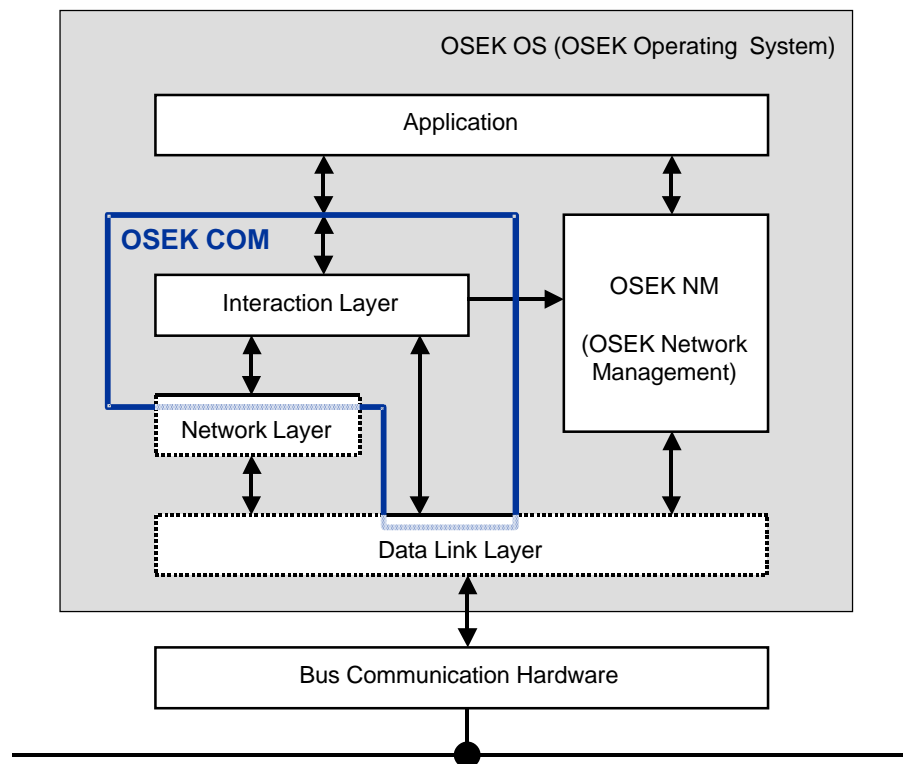 OSEK OS (OSEK Operating System)
Application
OSEK COM
Interaction Layer
OSEK NM
(OSEK Network
Management)
Network Layer
Data Link Layer
Bus Communication Hardware